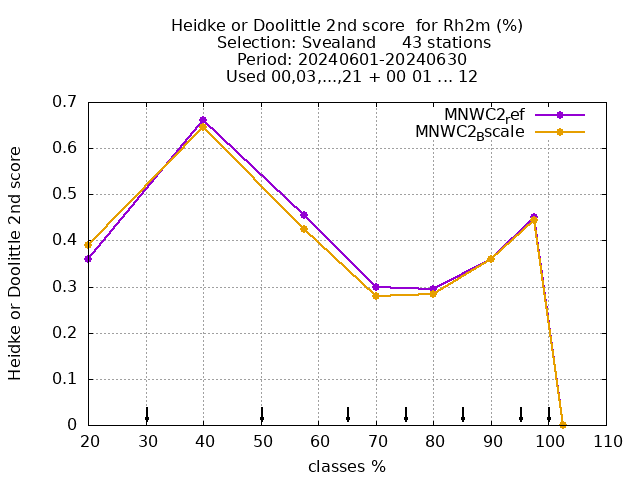 Heidke or Doolittle 2nd score  for Rh2m (%)
Selection: Svealand     43 stations
Period: 20240601-20240630
Used 00,03,...,21 + 00 01 ... 12
MNWC2_ref
MNWC2_Bscale
0.7
0.6
0.5
0.4
0.3
0.2
0.1
0
Heidke or Doolittle 2nd score
20 30 40 50 60 70 80 90 100 110
classes %